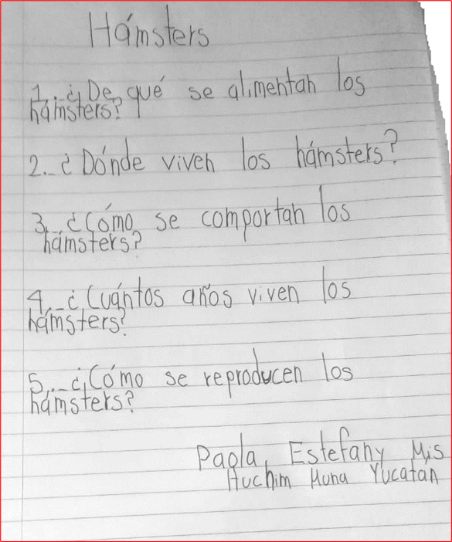 Hámsters
1._¿De qué se alimentan los
hámsters?
2._¿Dónde viven los hámsters?
3._¿Cómo se comportan los
hámsters?
4._¿Cuántos años viven los
hámsters?
5._¿Cómo se reproducen los
hámsters?
Paola Estefany Mis
Huchim Muna Yucatan